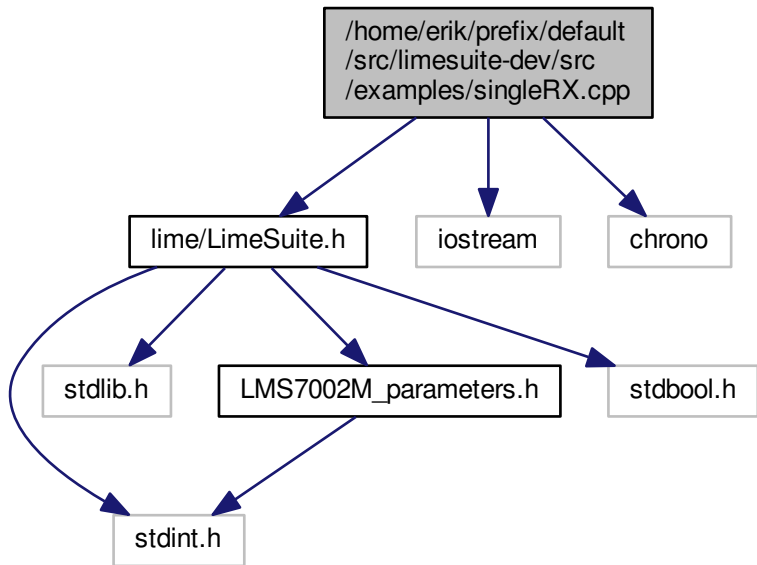 /home/erik/prefix/default
/src/limesuite-dev/src
/examples/singleRX.cpp
lime/LimeSuite.h
iostream
chrono
stdlib.h
LMS7002M_parameters.h
stdbool.h
stdint.h